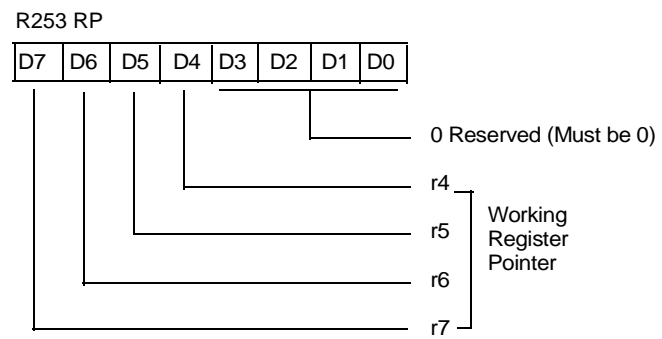 R253 RP
D7 D6 D5 D4 D3 D2 D1 D0
0 Reserved (Must be 0)
r4
r5
r6
r7
Working
Register
Pointer